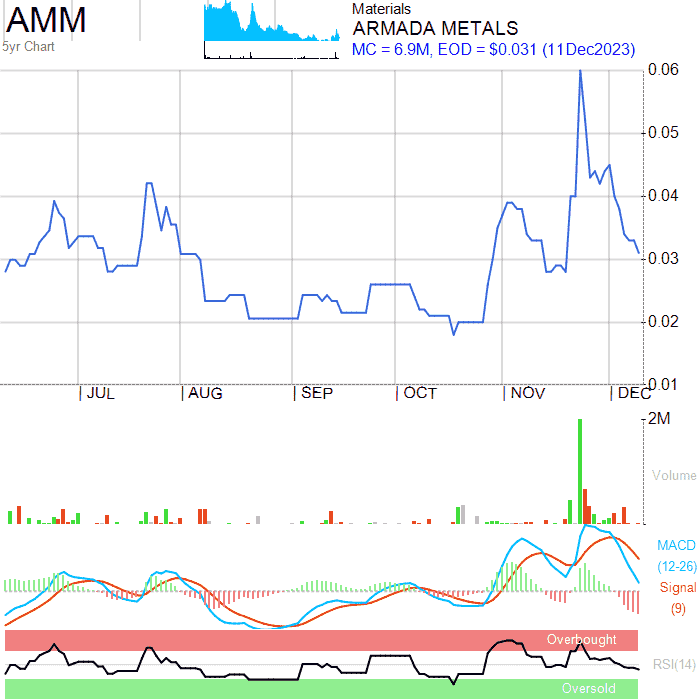 AMM
5yr Chart
Materials
ARMADA METALS
MC = 6.9M, EOD = $0.031 (11Dec2023)
0.06
0.05
0.04
0.03
0.02
0.01
JUL AUG SEP OCT NOV DEC
2M
Volume
MACD
(12-26)
Signal
(9)
Overbought
RSI(14)
Oversold